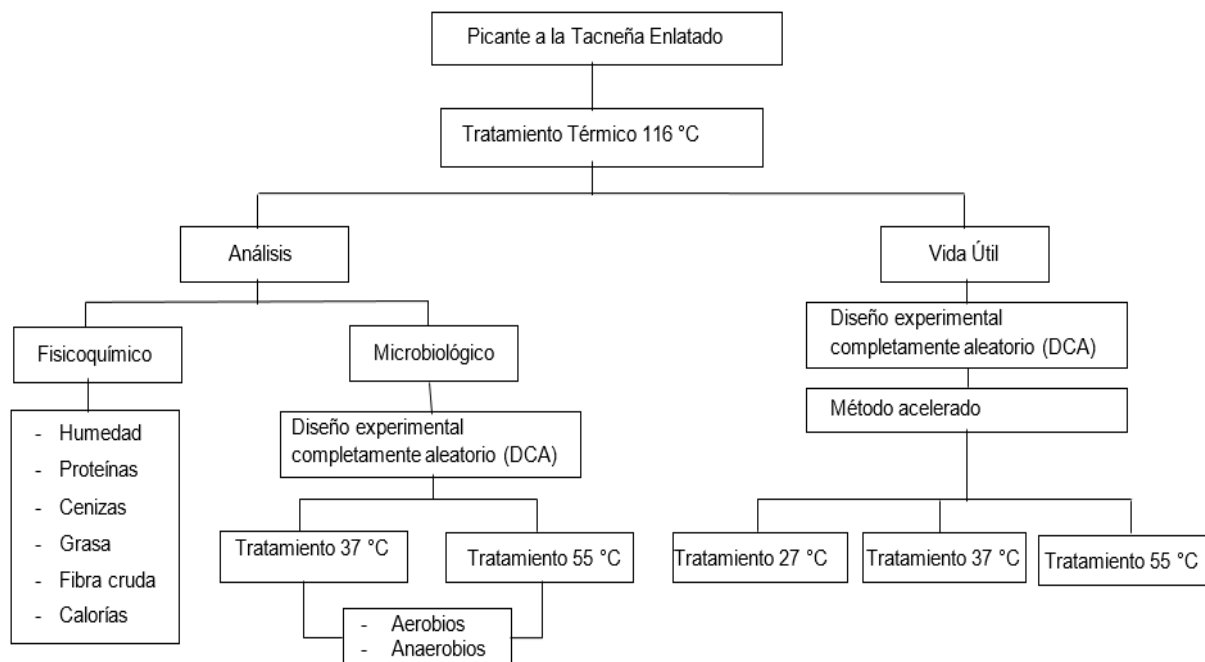 Picante a la Tacneña Enlatado
Tratamiento Térmico 116 °C
Análisis
Vida Útil
Fisicoquímico
Microbiológico
Diseño experimental
completamente aleatorio (DCA)
Método acelerado
- Humedad
- Proteínas
- Cenizas
- Grasa
- Fibra cruda
- Calorías
Diseño experimental
completamente aleatorio (DCA)
Tratamiento 37 °C
Tratamiento 55 °C
- Aerobios
- Anaerobios
Tratamiento 27 °C
Tratamiento 37 °C
Tratamiento 55 °C